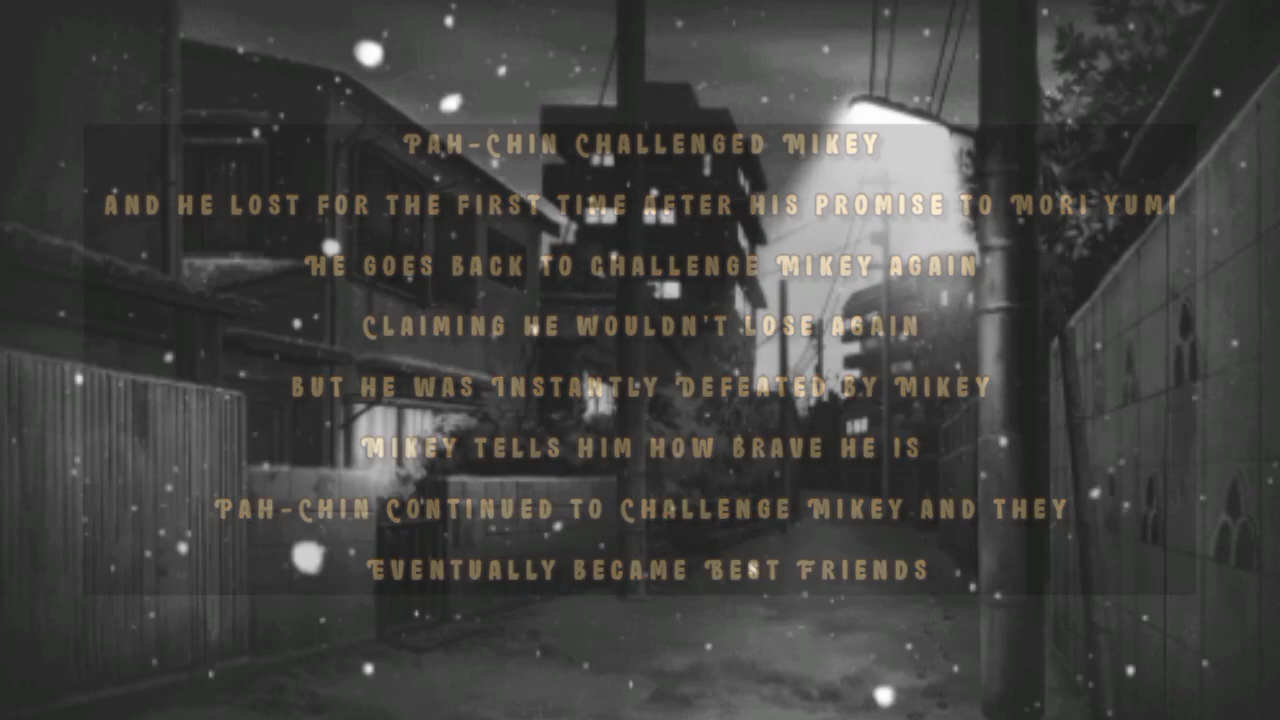 Pah-Chin Challenged Mikey
and he lost for the first time after his promise to Mori Yumi
He goes back to challenge Mikey again
Claiming he wouldn't lose again
but he was Instantly Defeated by Mikey
Mikey tells him how brave he is
Pah-Chin continued to Challenge Mikey and they
Eventually became Best Friends